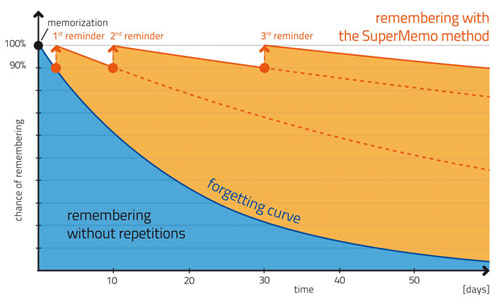 memorization
1st reminder
2nd reminder
3rd reminder
remembering with
the SuperMemo method
100%
90%
chance of remembering
forgetting curve
remembering
without repetitions
10
20
30
40
50
time
[days]